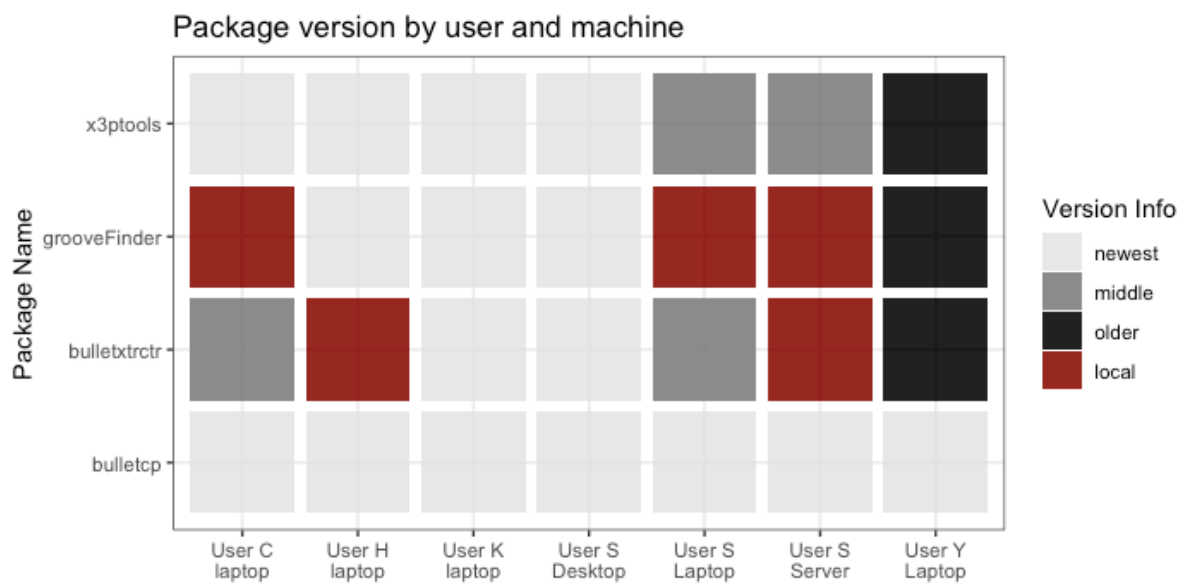 Package version by user and machine
Package Name
x3ptools
grooveFinder
bulletxtrctr
bulletcp
User C
laptop
User H
laptop
User K
laptop
User S
Desktop
User S
Laptop
User S
Server
User Y
Laptop
Version Info
newest
middle
older
local